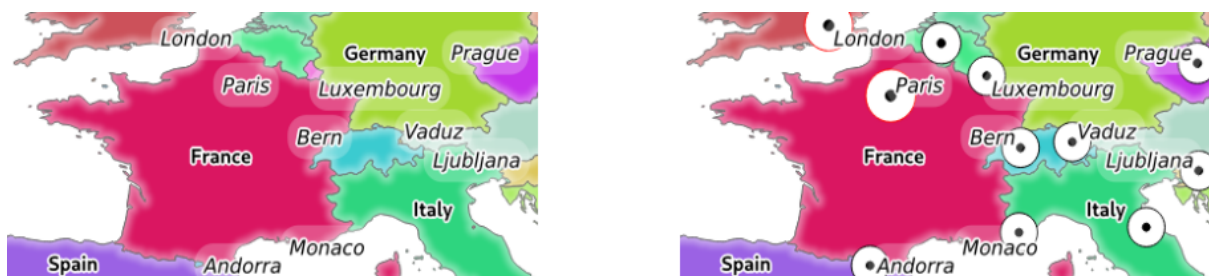 London
Germany
Prague
Paris
Luxembourg
Bern
Vaduz
France
Ljubljana
Italy
Monaco
Spain
Andorra
London
Germany
Prague
Paris
Luxembourg
Bern
Vaduz
France
Ljubljana
Italy
Monaco
Spain
Andorra